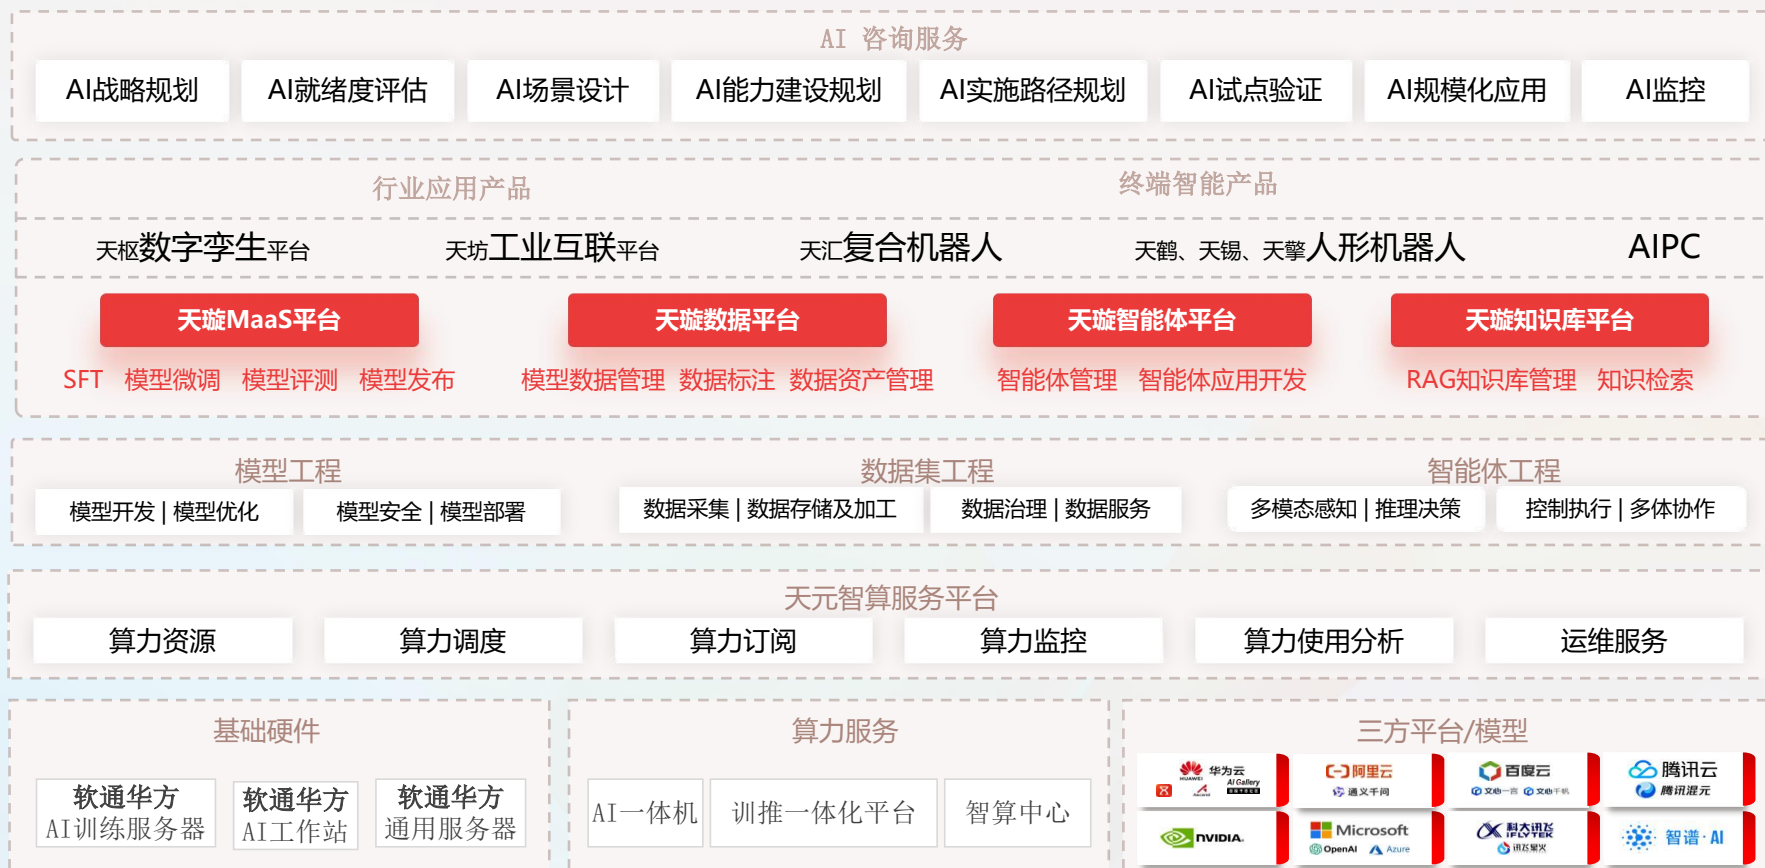 AI 咨询服务
AI战略规划 AI就绪度评估 AI场景设计 AI能力建设规划 AI实施路径规划 AI试点验证 AI规模化应用 AI监控
行业应用产品 终端智能产品
天枢数字孪生平台 天坊工业互联平台 天汇复合机器人 天鹤、天锡、天擎人形机器人 AIPC
天璇MaaS平台 天璇数据平台 天璇智能体平台 天璇知识库平台
SFT 模型微调 模型评测 模型发布 模型数据管理 数据标注 数据资产管理 智能体管理 智能体应用开发 RAG知识库管理 知识检索
模型工程 数据集工程 智能体工程
模型开发 | 模型优化 模型安全 | 模型部署 数据采集 | 数据存储及加工 数据治理 | 数据服务 多模态感知 | 推理决策 控制执行 | 多体协作
天元智算服务平台
算力资源 算力调度 算力订阅 算力监控 算力使用分析 运维服务
基础硬件 算力服务 三方平台/模型
软通华方 软通华方 软通华方
AI训练服务器 AI工作站 通用服务器
AI一体机 训推一体化平台 智算中心
HUAWEI 华为云 AI Gallery
阿里云 通义千问
百度云 文心一言 文心千帆
腾讯云 腾讯混元
NVIDIA.
Microsoft OpenAI Azure
科大讯飞 iFLYTEK 讯飞星火
智谱·AI